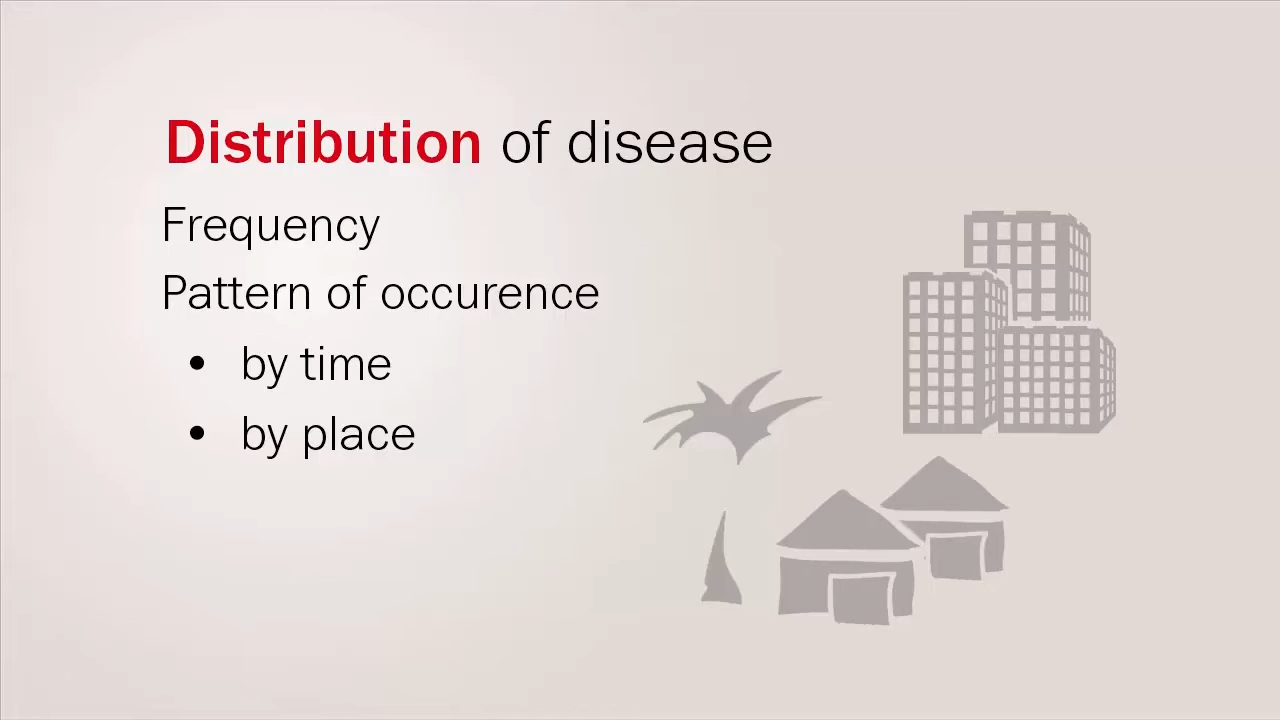 Distribution of disease
Frequency
Pattern of occurence
• by time
• by place